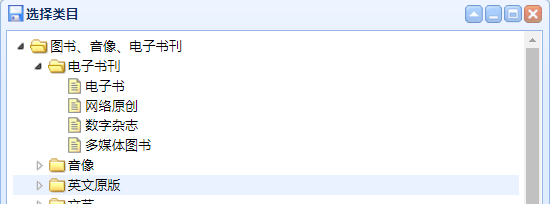 选择类目
图书、音像、电子书刊
电子书刊
电子书
网络原创
数字杂志
多媒体图书
音像
英文原版